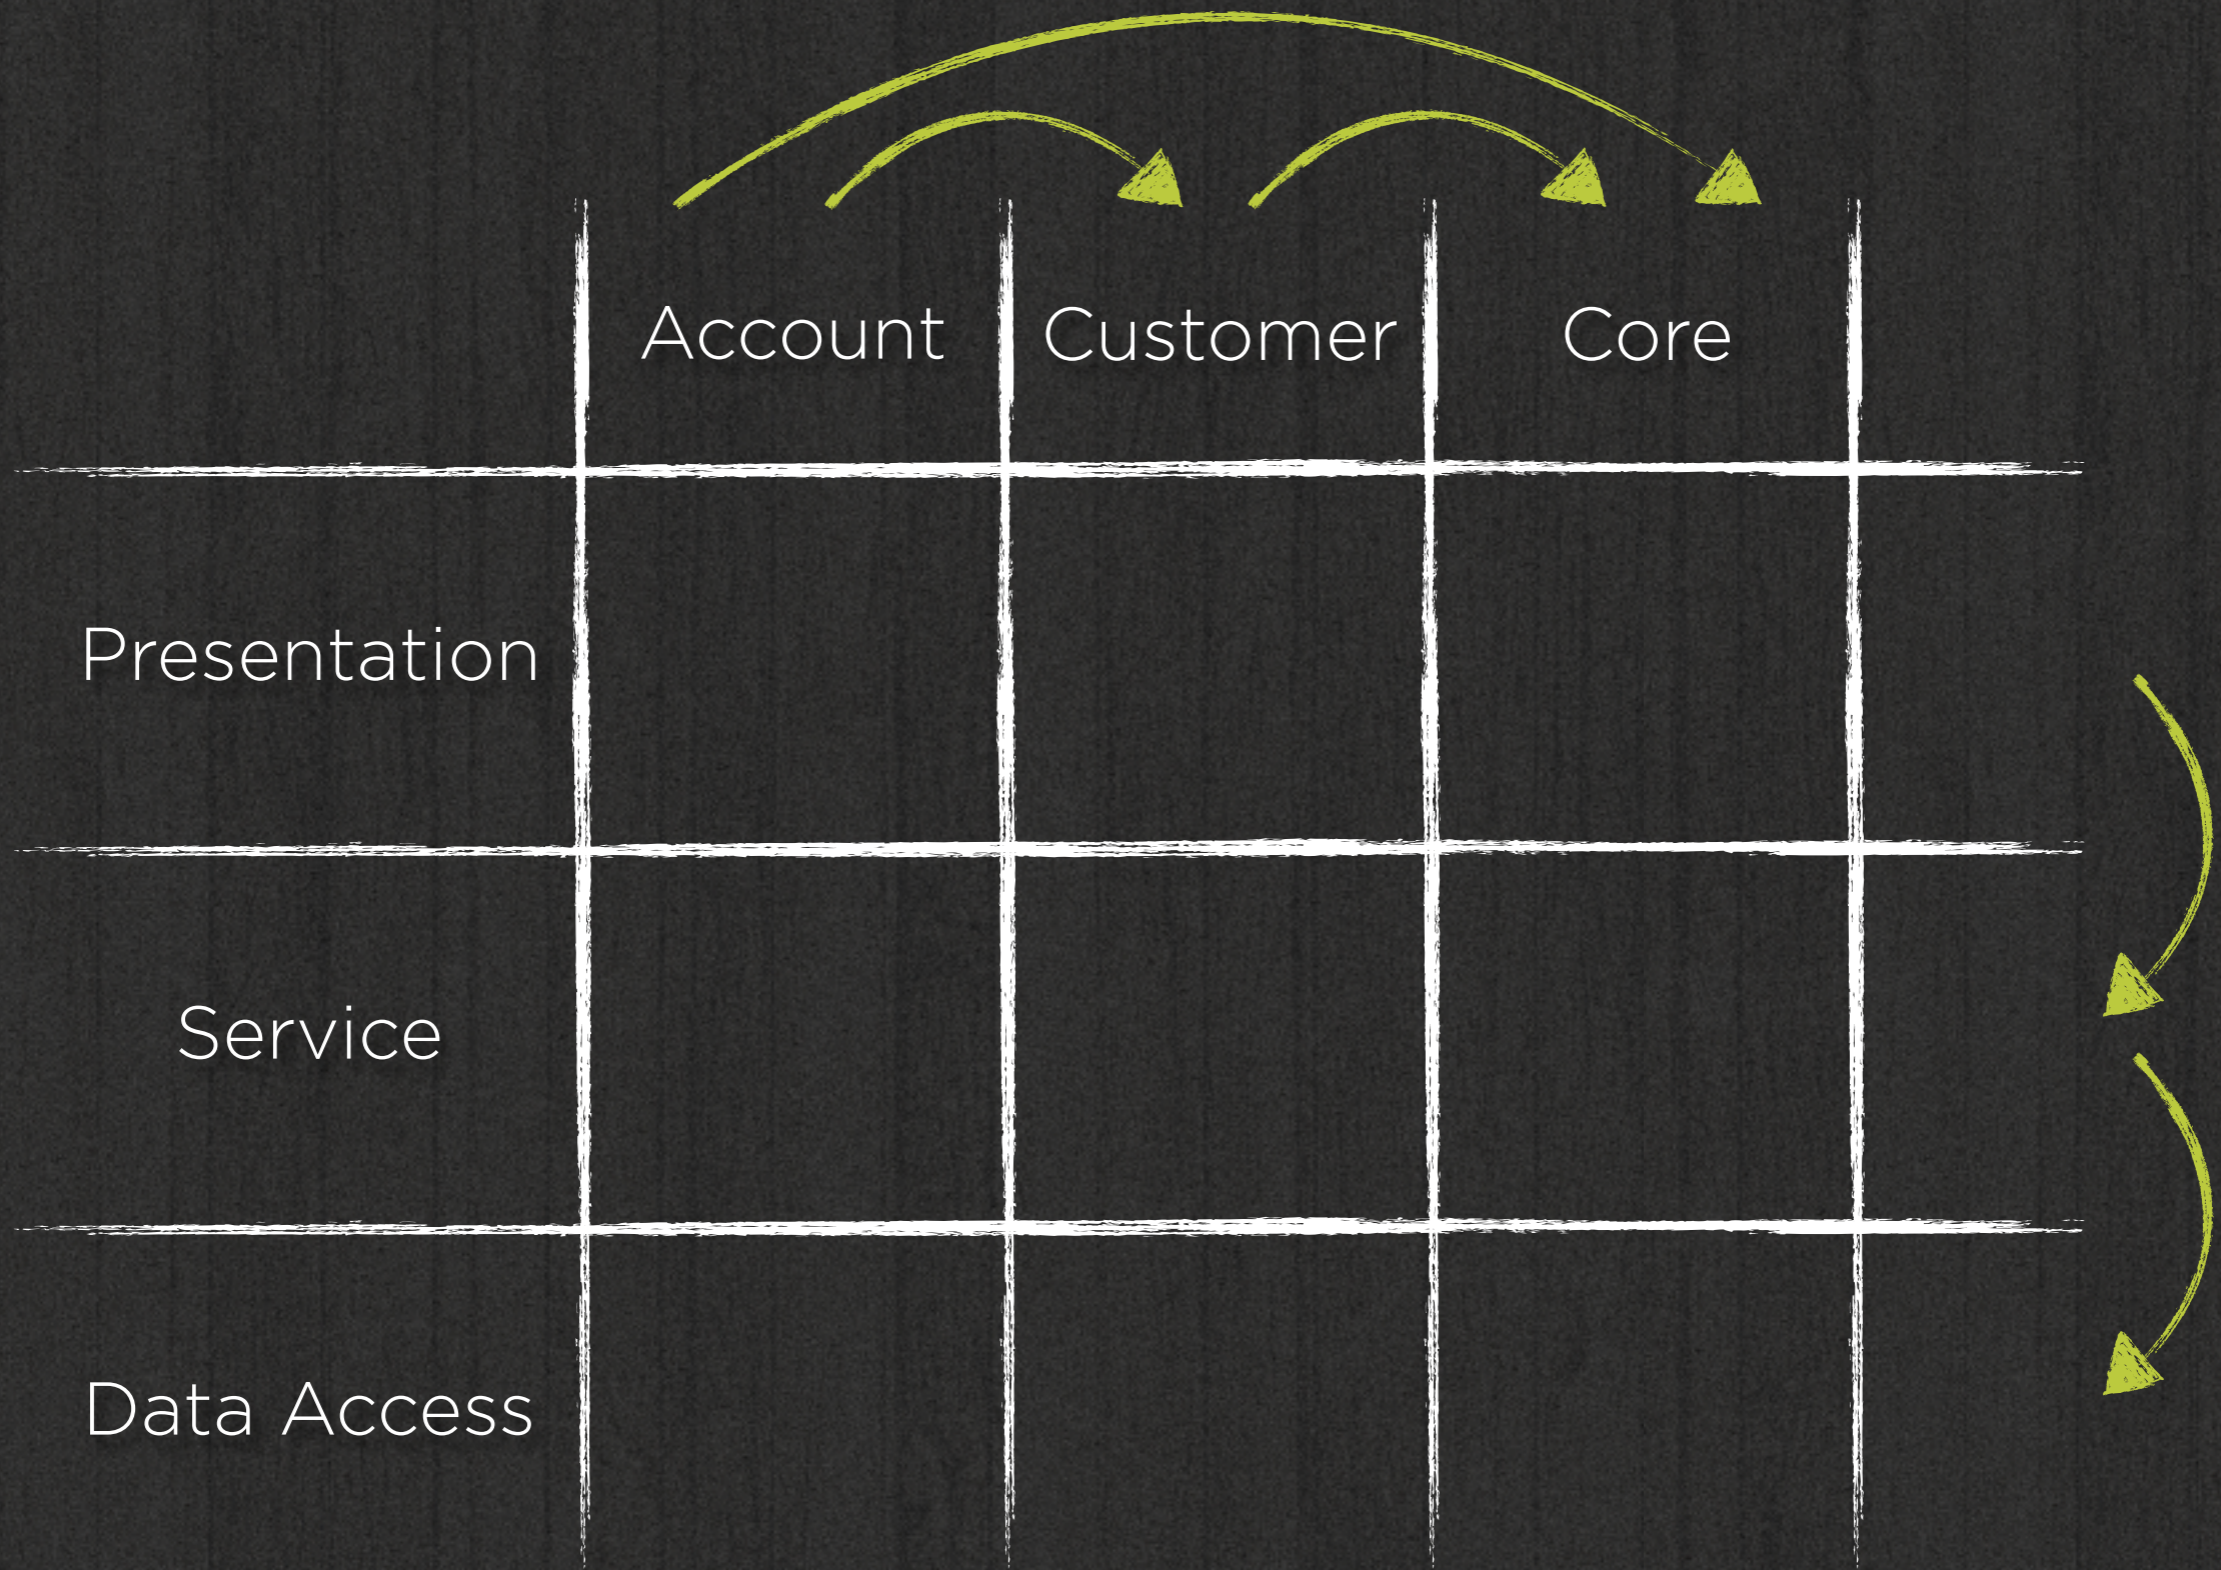 Account
Customer
Core
Presentation
Service
Data Access